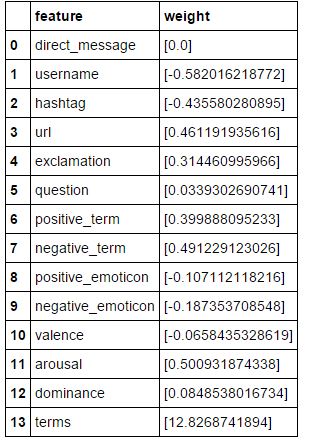 feature weight
0 direct_message [0.0]
1 username [-0.582016218772]
2 hashtag [-0.435580280895]
3 url [0.461191935616]
4 exclamation [0.314460995966]
5 question [0.0339302690741]
6 positive_term [0.399888095233]
7 negative_term [0.491229123026]
8 positive_emoticon [-0.107112118216]
9 negative_emoticon [-0.187353708548]
10 valence [-0.0658435328619]
11 arousal [0.500931874338]
12 dominance [0.0848538016734]
13 terms [12.8268741894]